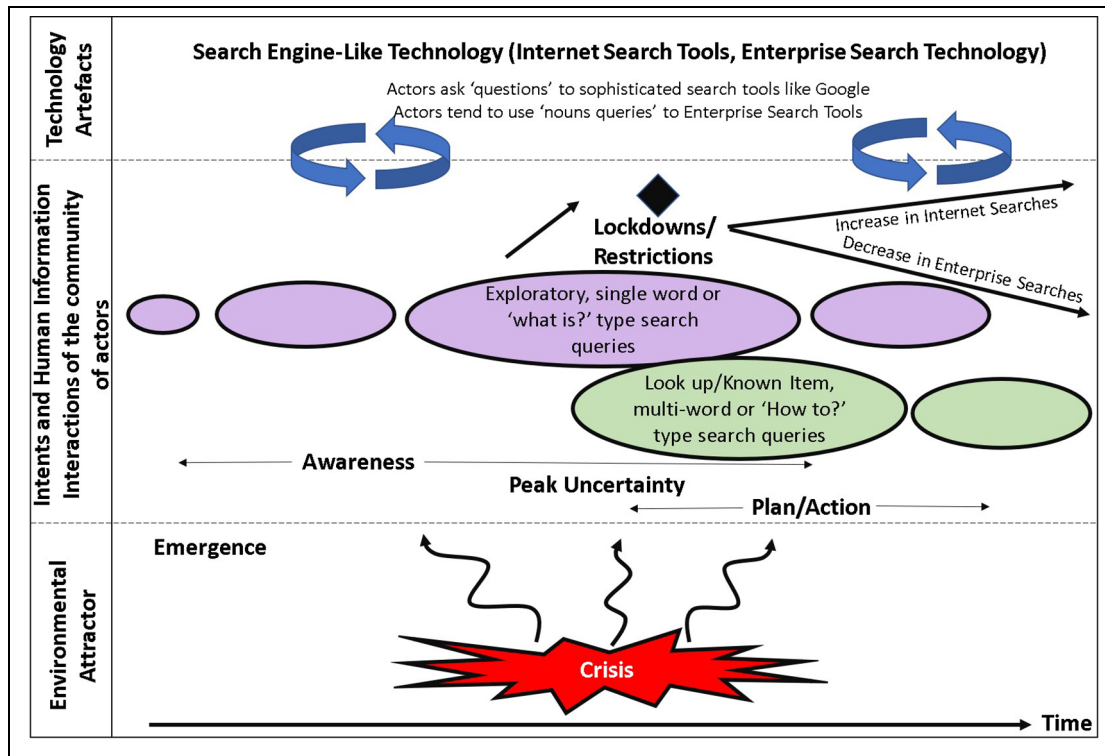 Technology
Artefacts
Search Engine-Like Technology (Internet Search Tools, Enterprise Search Technology)
Actors ask ‘questions’ to sophisticated search tools like Google
Actors tend to use ‘nouns queries’ to Enterprise Search Tools
Intents and Human Information
Interactions of the community
of actors
Lockdowns/
Restrictions
Increase in Internet Searches
Decrease in Enterprise Searches
Exploratory, single word or
‘what is?’ type search
queries
Look up/Known Item,
multi-word or ‘How to?’
type search queries
Awareness
Peak Uncertainty
Plan/Action
Environmental
Attractor
Emergence
Crisis
Time